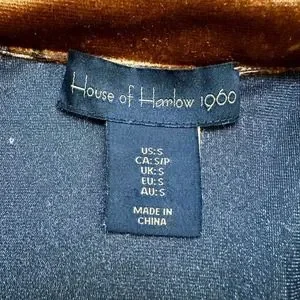 House of Harlow 1960
US:S
CA:S/P
UK:S
EU:S
AU:S
MADE IN
CHINA